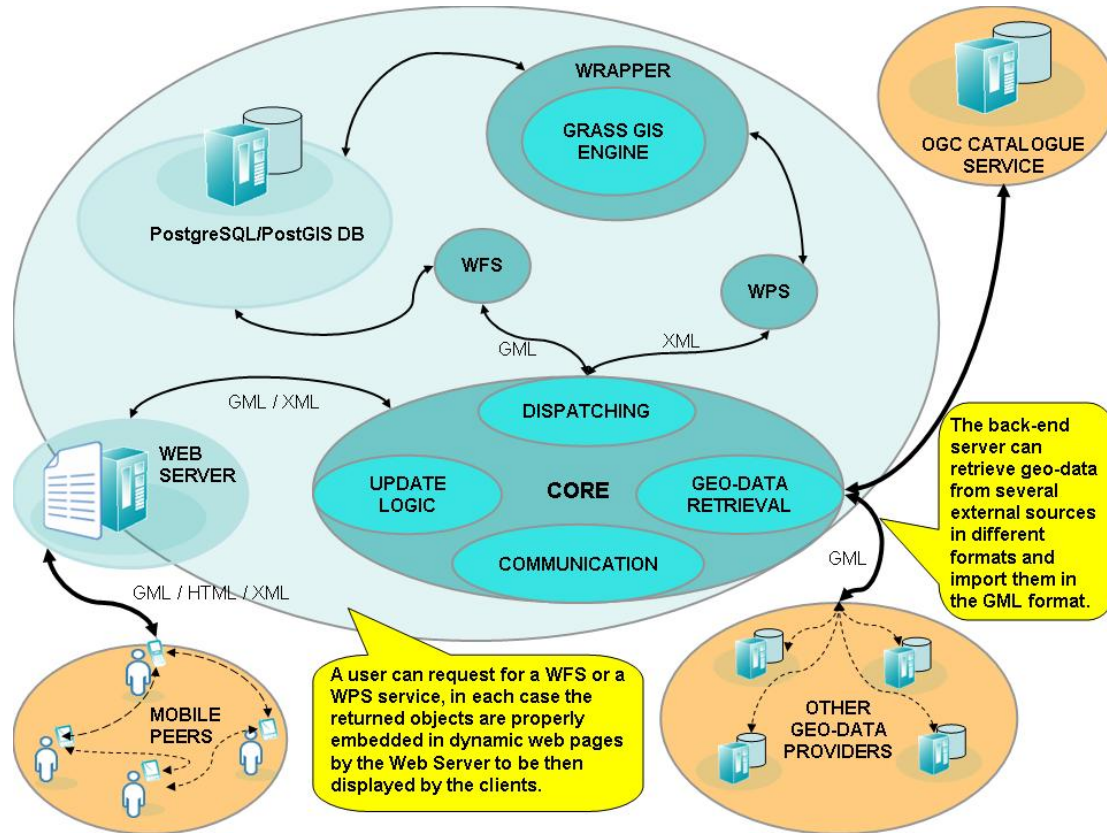 WRAPPER
GRASS GIS
ENGINE
OGC CATALOGUE
SERVICE
PostgreSQL/PostGIS DB
WFS
WPS
GML
XML
GML / XML
DISPATCHING
WEB
SERVER
UPDATE
LOGIC
CORE
GEO-DATA
RETRIEVAL
COMMUNICATION
The back-end
server can
retrieve geo-data
from several
external sources
in different
formats and
import them in
the GML format.
GML
GML / HTML / XML
MOBILE
PEERS
A user can request for a WFS or a
WPS service, in each case the
returned objects are properly
embedded in dynamic web pages
by the Web Server to be then
displayed by the clients.
OTHER
GEO-DATA
PROVIDERS